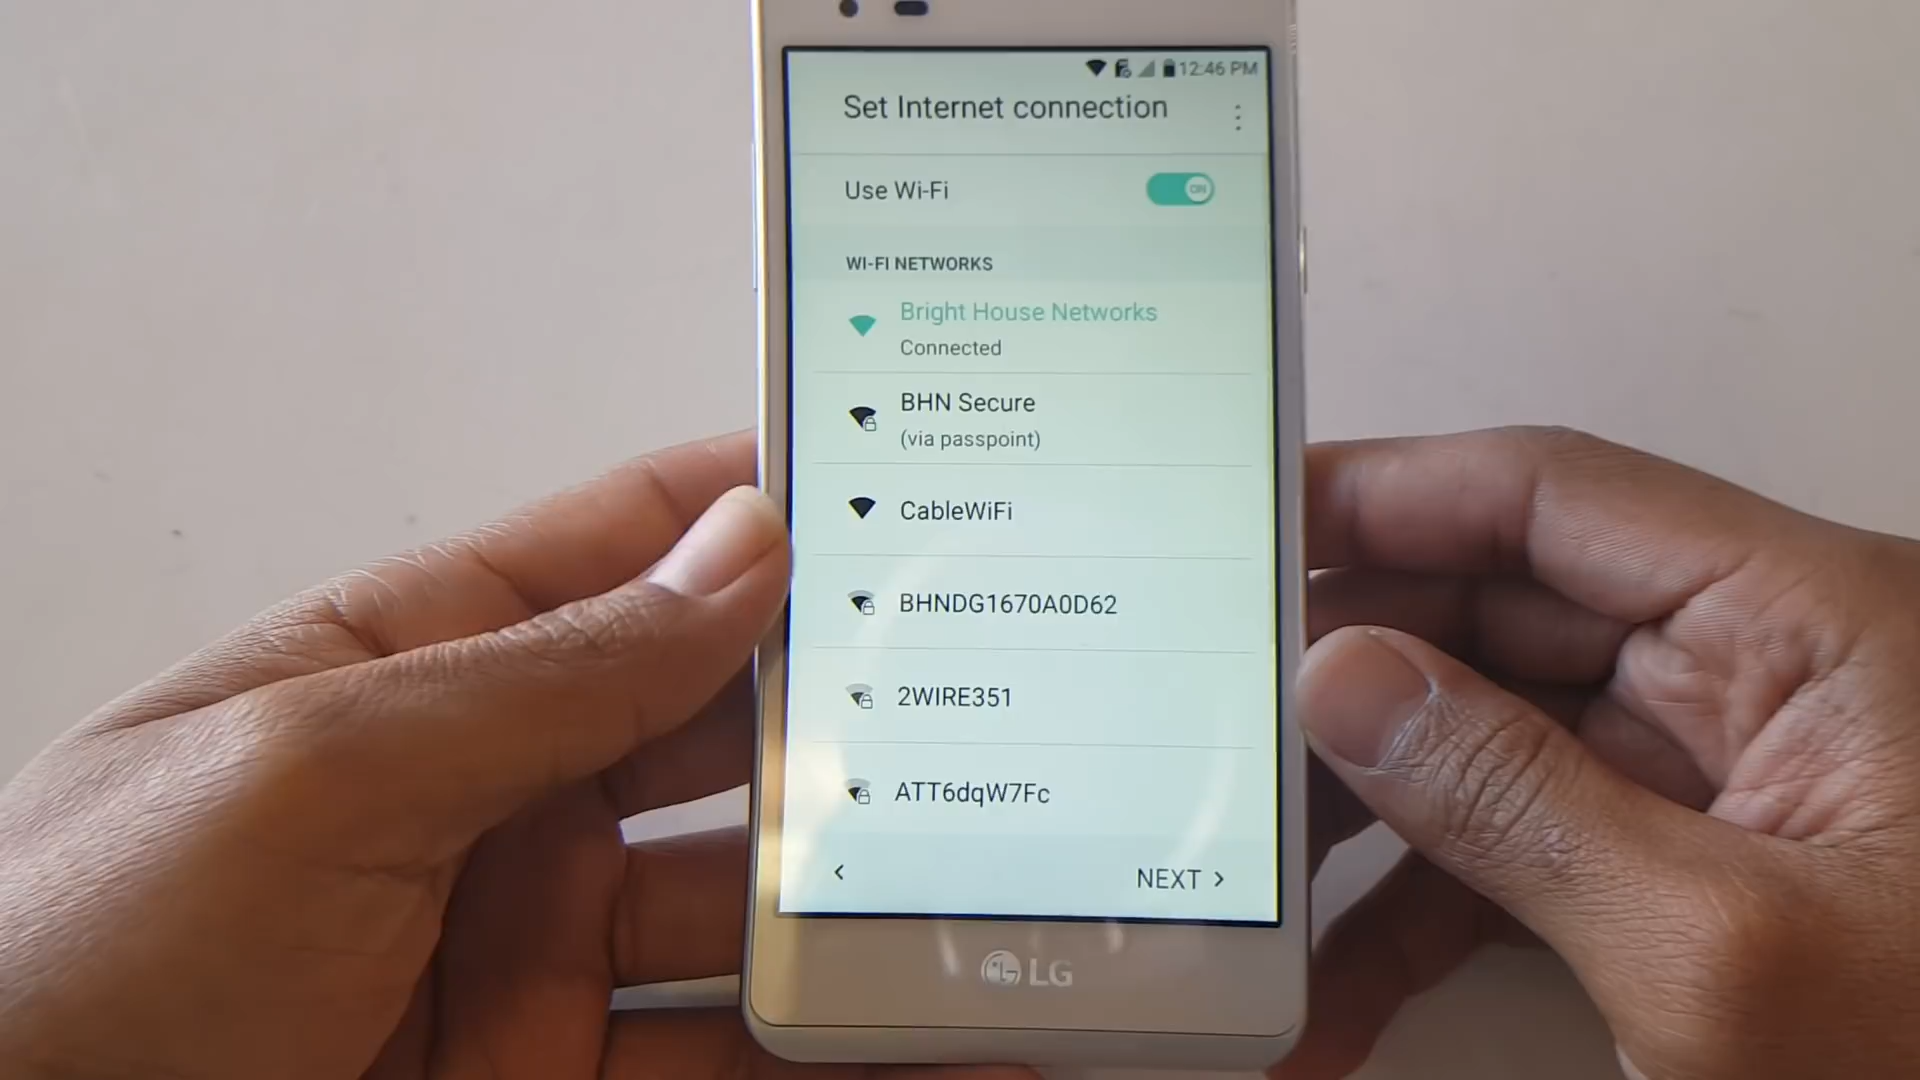 12:46 PM
Set Internet connection
Use Wi-Fi
ON
WI-FI NETWORKS
Bright House Networks
Connected
BHN Secure
(via passpoint)
CableWiFi
BHNDG1670A0D62
2WIRE351
ATT6dqW7Fc
NEXT
LG